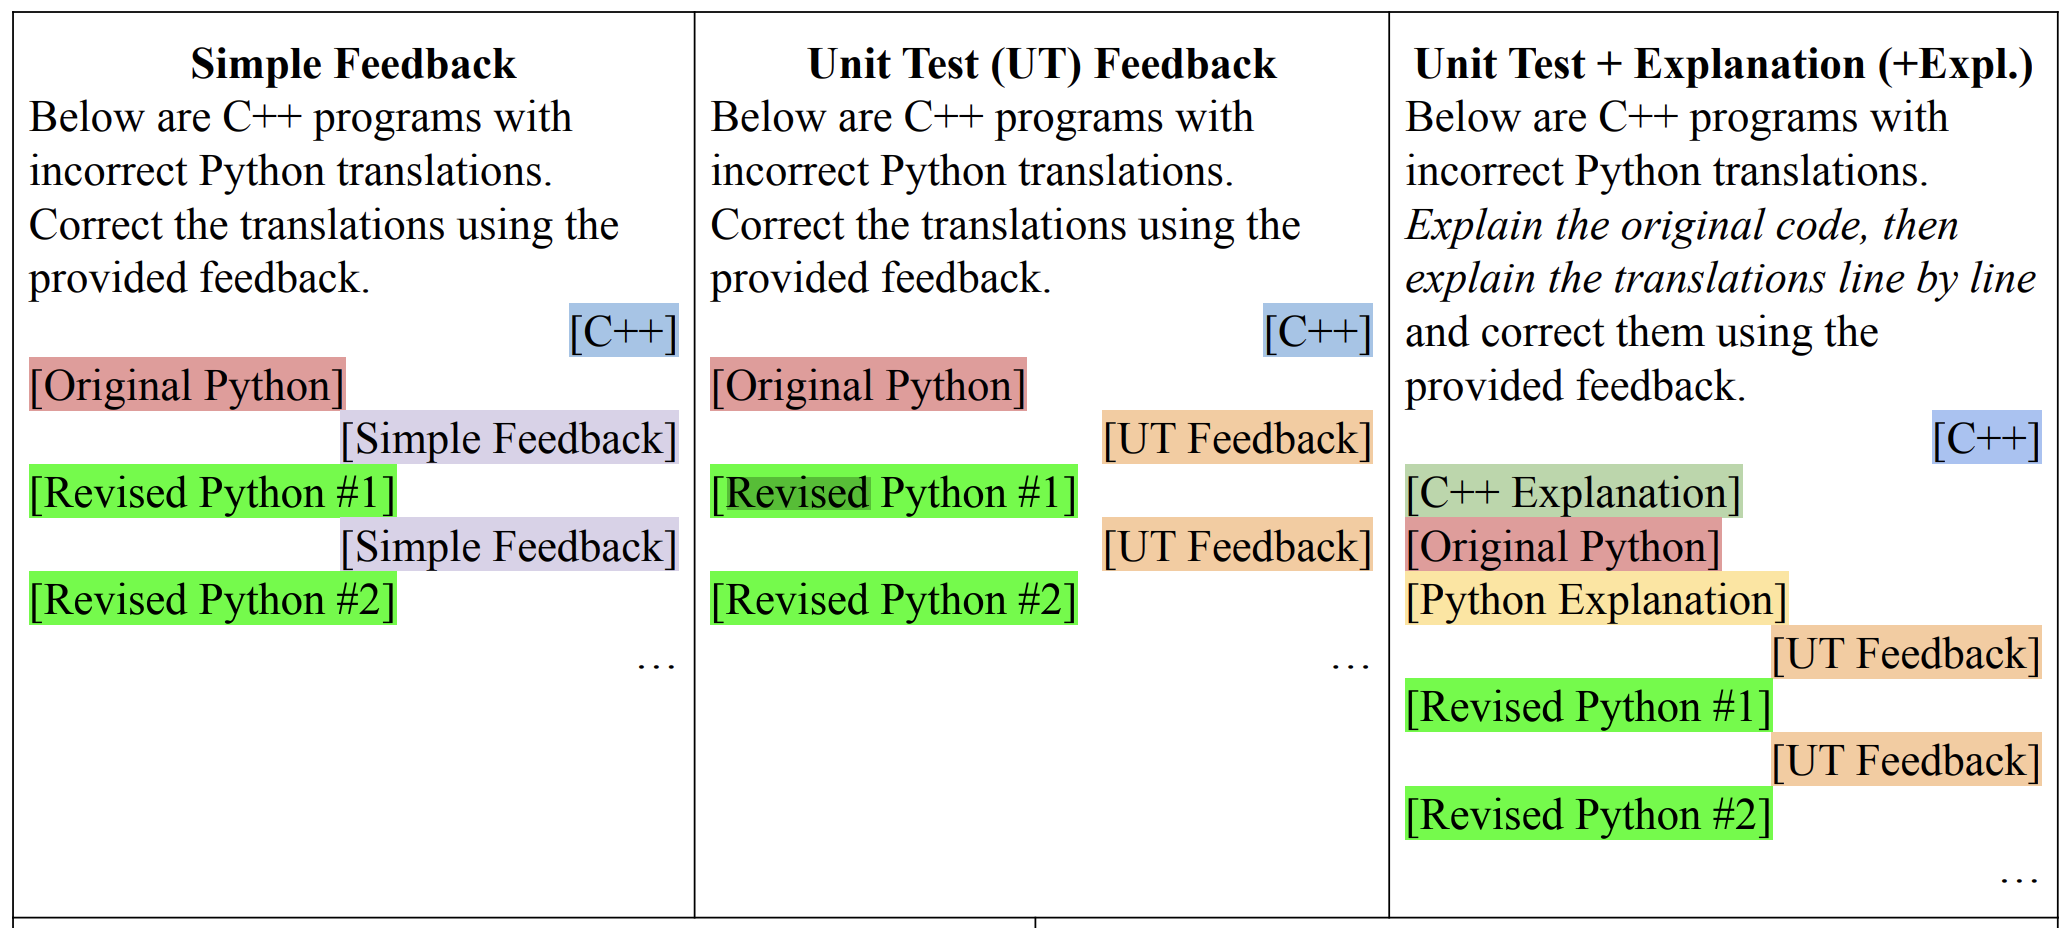 Simple Feedback
Below are C++ programs with
incorrect Python translations.
Correct the translations using the
provided feedback.
[C++]
[Original Python]
[Simple Feedback]
[Revised Python #1]
[Simple Feedback]
[Revised Python #2]
…
Unit Test (UT) Feedback
Below are C++ programs with
incorrect Python translations.
Correct the translations using the
provided feedback.
[C++]
[Original Python]
[UT Feedback]
[Revised Python #1]
[UT Feedback]
[Revised Python #2]
…
Unit Test + Explanation (+Expl.)
Below are C++ programs with
incorrect Python translations.
Explain the original code, then
explain the translations line by line
and correct them using the
provided feedback.
[C++]
[C++ Explanation]
[Original Python]
[Python Explanation]
[UT Feedback]
[Revised Python #1]
[UT Feedback]
[Revised Python #2]
…